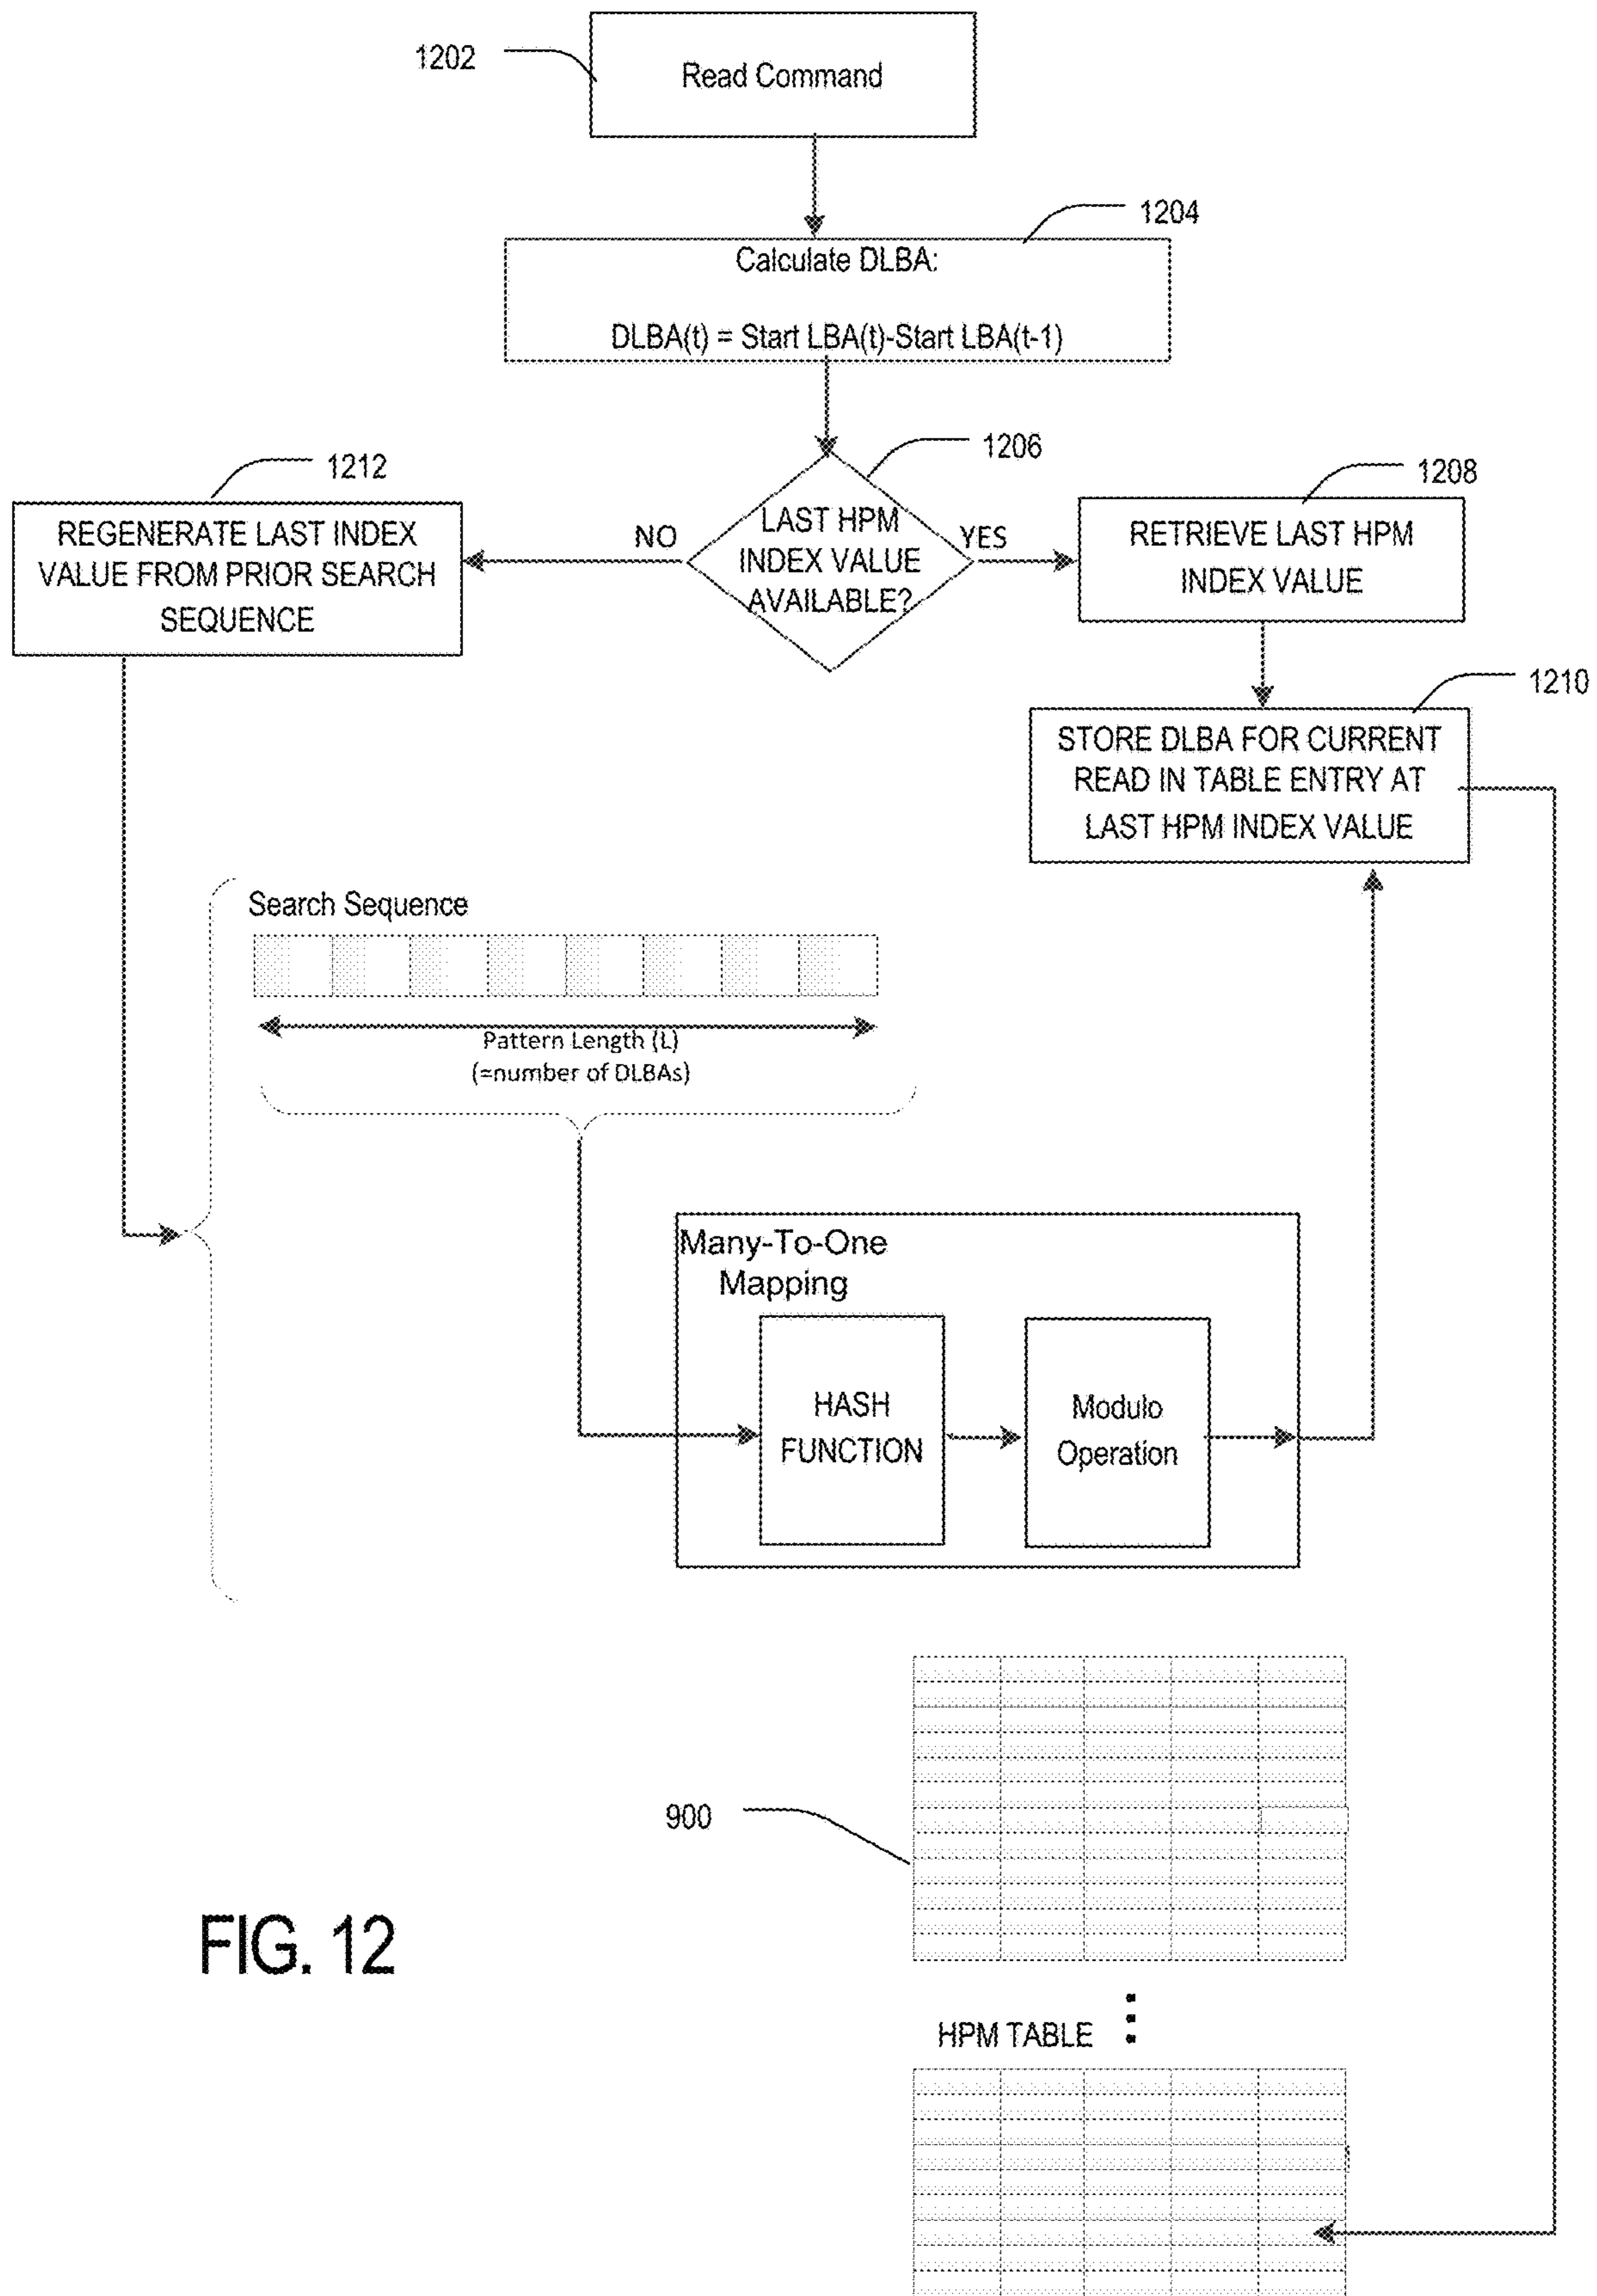 1202
Read Command
1204
Calculate DLBA:
DLBA(t) = Start LBA(t)-Start LBA(t-1)
1206
1212
1208
REGENERATE LAST INDEX
VALUE FROM PRIOR SEARCH
SEQUENCE
NO
LAST HPM
INDEX VALUE
AVAILABLE?
YES
RETRIEVE LAST HPM
INDEX VALUE
1210
STORE DLBA FOR CURRENT
READ IN TABLE ENTRY AT
LAST HPM INDEX VALUE
Search Sequence
Pattern Length (L)
(=number of DLBAs)
Many-To-One
Mapping
HASH
FUNCTION
Modulo
Operation
900
FIG. 12
HPM TABLE